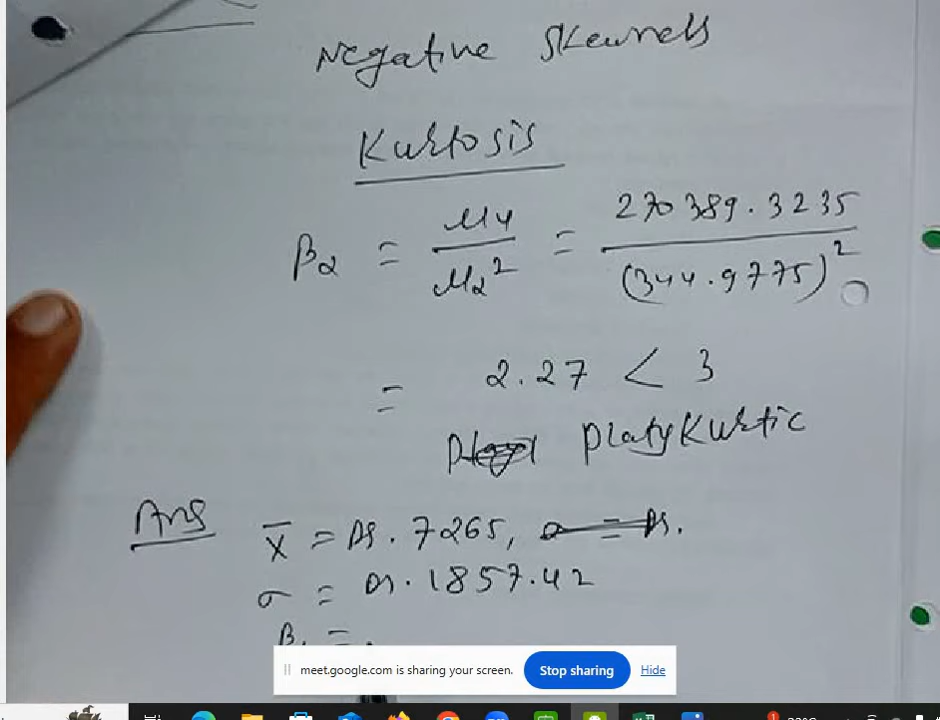 Negative Skewness
Kurtosis
β2 = μ4 / μ2² = 270389.3235 / (344.9775)²
= 2.27 < 3
Platykurtic
Ans X̄ = Rs. 7265,
σ = Rs. 1857.42
β1 =
meet.google.com is sharing your screen. Stop sharing Hide